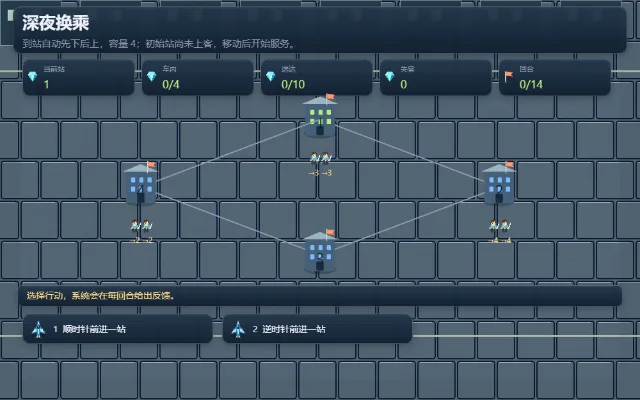 深夜换乘
到站自动先下后上，容量 4；初始站尚未上客，移动后开始服务。
当前站
车内
送达
失客
回合
1
0/4
0/10
0
0/14
→3 →3
→2 →2
→4 →4
选择行动，系统会在每回合给出反馈。
1 顺时针前进一站
2 逆时针前进一站